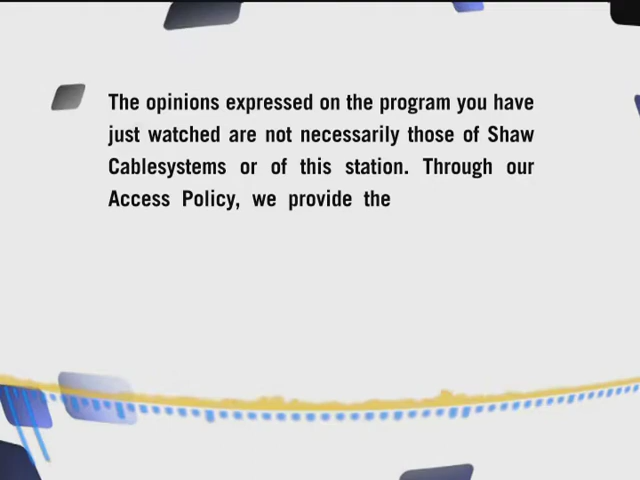 The opinions expressed on the program you have
just watched are not necessarily those of Shaw
Cablesystems or of this station. Through our
Access Policy, we provide the